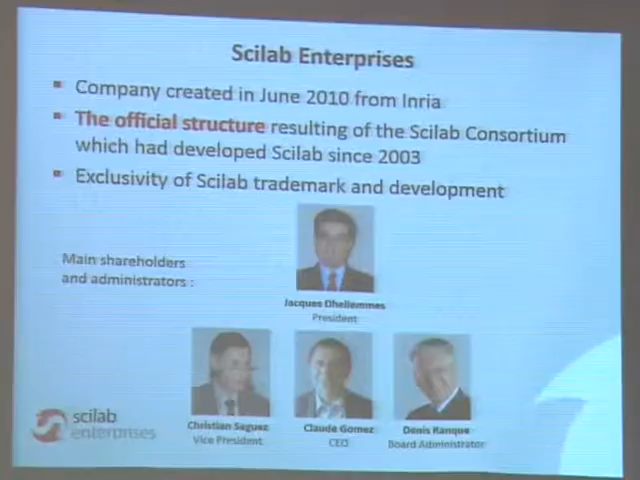 Scilab Enterprises
Company created in June 2010 from Inria
The official structure resulting of the Scilab Consortium
which had developed Scilab since 2003
Exclusivity of Scilab trademark and development
Main shareholders
and administrators :
Jacques Dhellemmes
President
Christian Saguez
Vice President
Claude Gomez
CEO
Denis Ranque
Board Administrator
scilab
enterprises